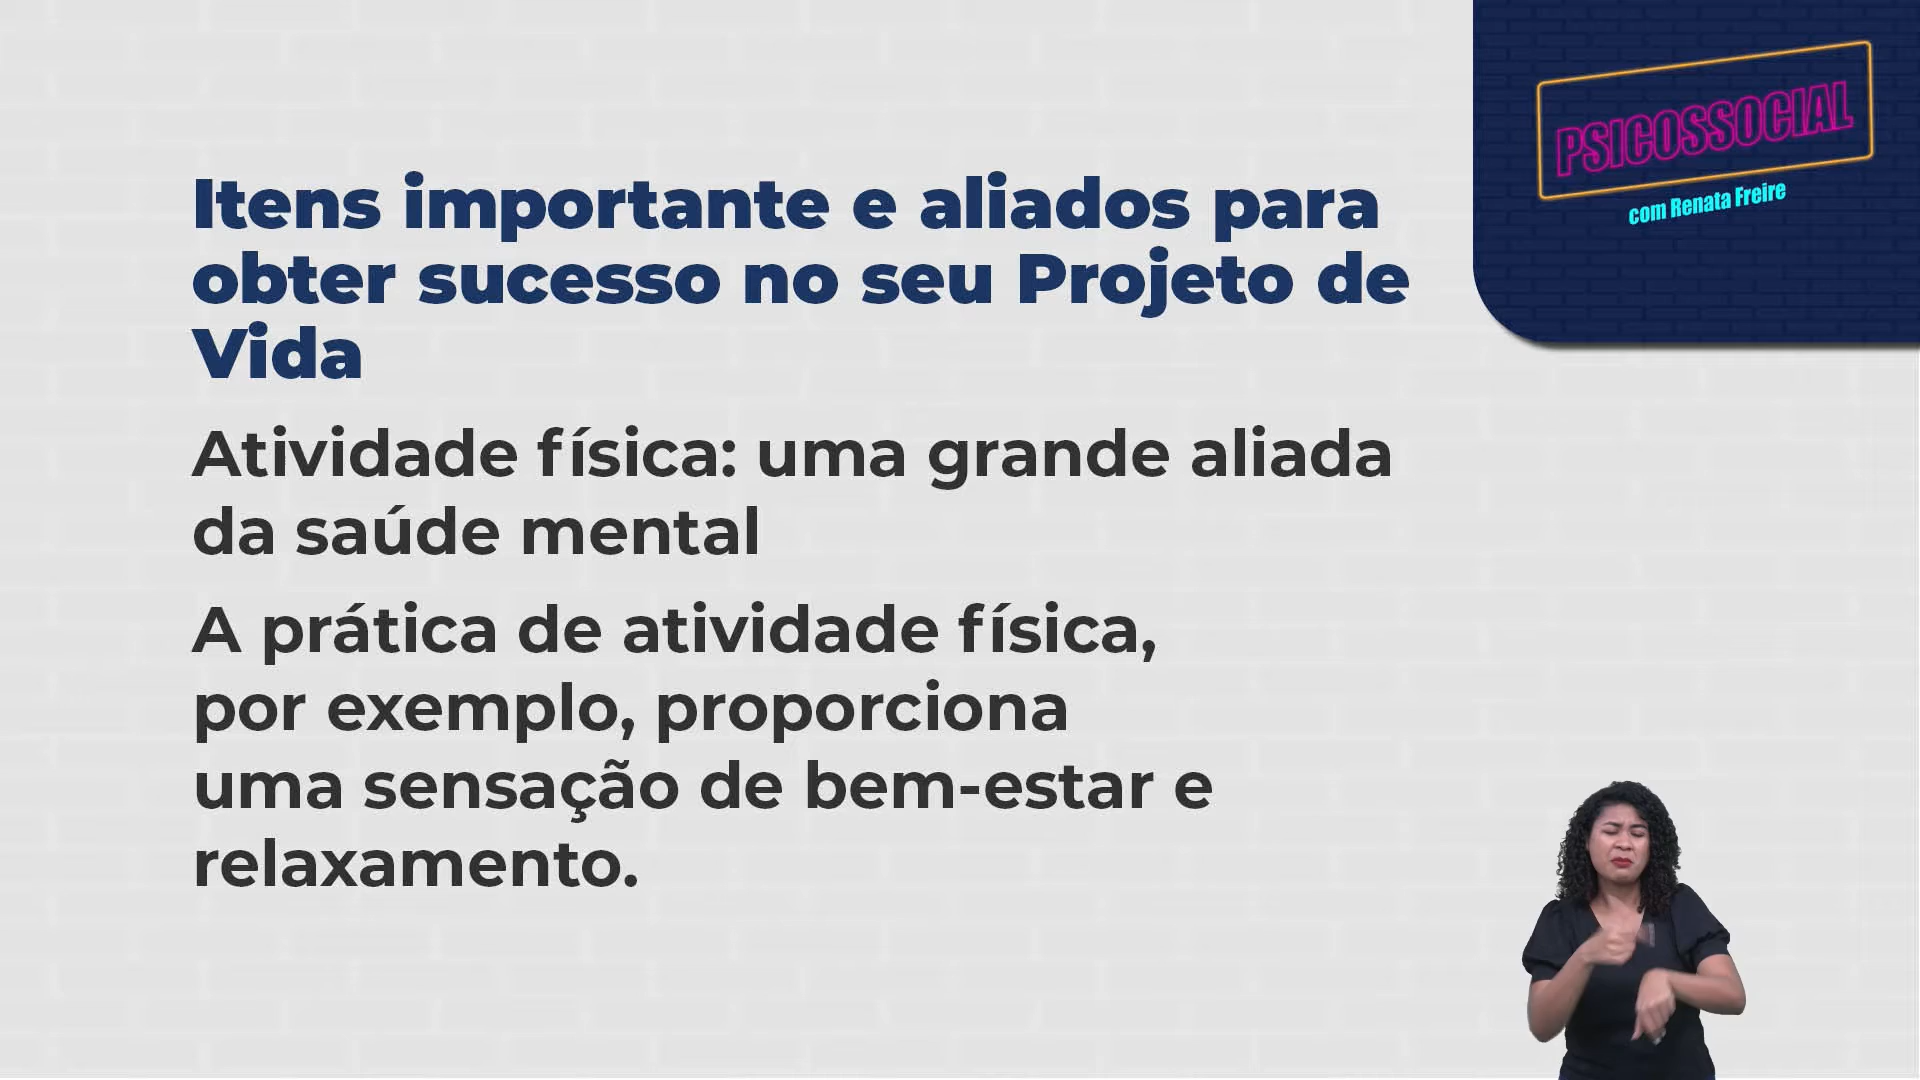 Itens importante e aliados para
obter sucesso no seu Projeto de
Vida
Atividade física: uma grande aliada
da saúde mental
A prática de atividade física,
por exemplo, proporciona
uma sensação de bem-estar e
relaxamento.
PSICOSSOCIAL
com Renata Freire